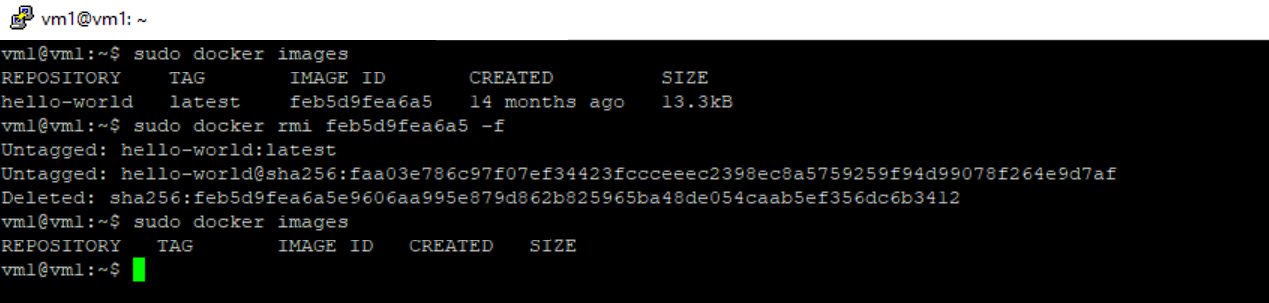 vm1@vm1: ~
vm1@vm1:~$ sudo docker images
REPOSITORY TAG IMAGE ID CREATED SIZE
hello-world latest feb5d9fea6a5 14 months ago 13.3kB
vm1@vm1:~$ sudo docker rmi feb5d9fea6a5 -f
Untagged: hello-world:latest
Untagged: hello-world@sha256:faa03e786c97f07ef34423fccceeec2398ec8a5759259f94d99078f264e9d7af
Deleted: sha256:feb5d9fea6a5e9606aa995e879d862b825965ba48de054caab5ef356dc6b3412
vm1@vm1:~$ sudo docker images
REPOSITORY TAG IMAGE ID CREATED SIZE
vm1@vm1:~$